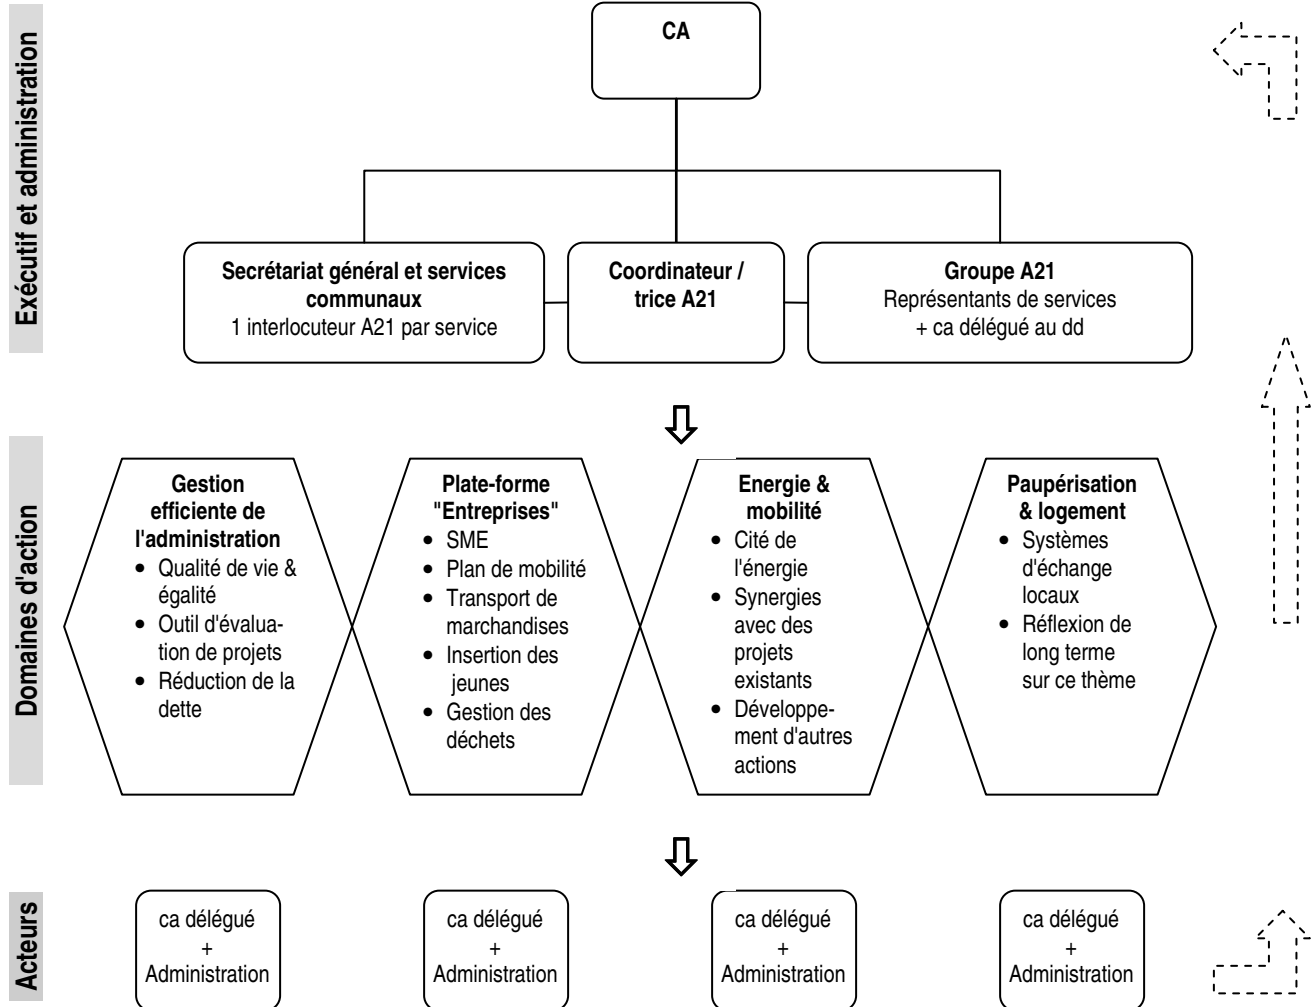 Exécutif et administration
CA
Secrétariat général et services
communaux
1 interlocuteur A21 par service
Coordinateur /
trice A21
Groupe A21
Représentants de services
+ ca délégué au dd
Domaines d'action
Gestion
efficiente de
l'administration
• Qualité de vie &
égalité
• Outil d'évalua-
tion de projets
• Réduction de la
dette
Plate-forme
"Entreprises"
• SME
• Plan de mobilité
• Transport de
marchandises
• Insertion des
jeunes
• Gestion des
déchets
Energie &
mobilité
• Cité de
l'énergie
• Synergies
avec des
projets
existants
• Développe-
ment d'autres
actions
Paupérisation
& logement
• Systèmes
d'échange
locaux
• Réflexion de
long terme
sur ce thème
Acteurs
ca délégué
+
Administration
ca délégué
+
Administration
ca délégué
+
Administration
ca délégué
+
Administration